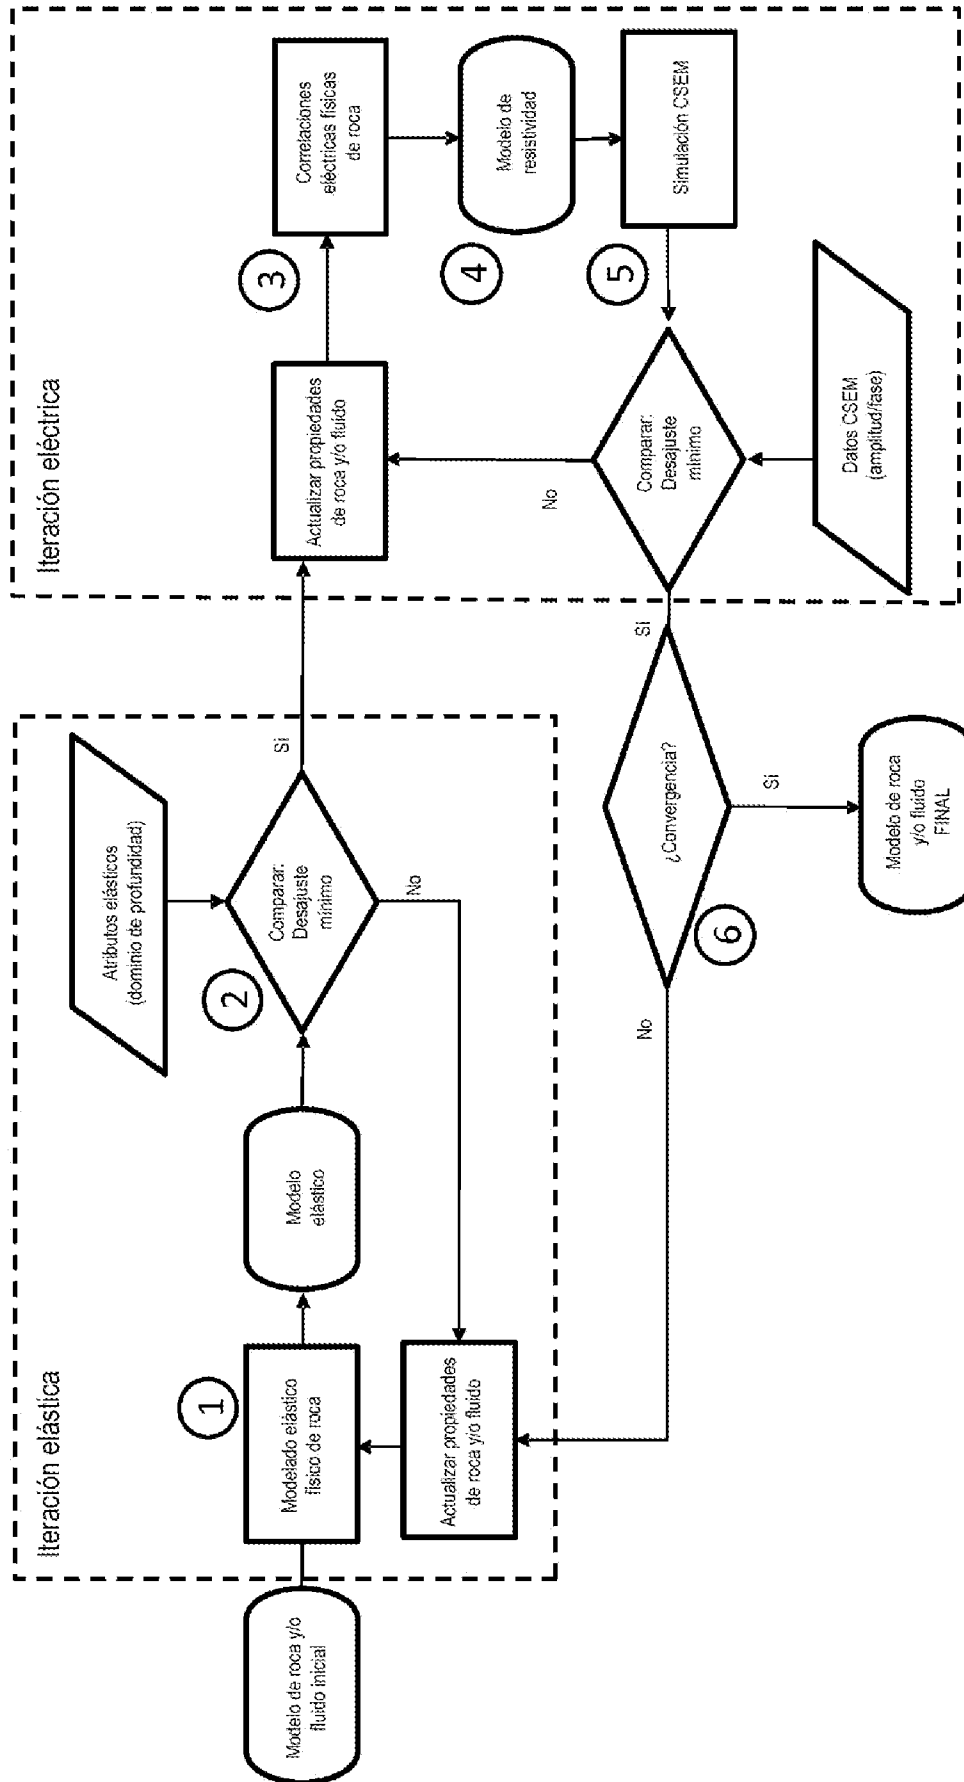 Iteración elástica
Modelo de roca y/o
fluido inicial
1
Modelado elástico
físico de roca
Modelo
elástico
Atributos elásticos
(dominio de profundidad)
2
Comparar:
Desajuste
mínimo
Si
No
Actualizar propiedades
de roca y/o fluido
Iteración eléctrica
Actualizar propiedades
de roca y/o fluido
3
Correlaciones
eléctricas físicas
de roca
4
Modelo de
resistividad
5
Simulación CSEM
Comparar:
Desajuste
mínimo
No
Si
Datos CSEM
(amplitud/fase)
6
¿Convergencia?
No
Si
Modelo de roca
y/o fluido
FINAL